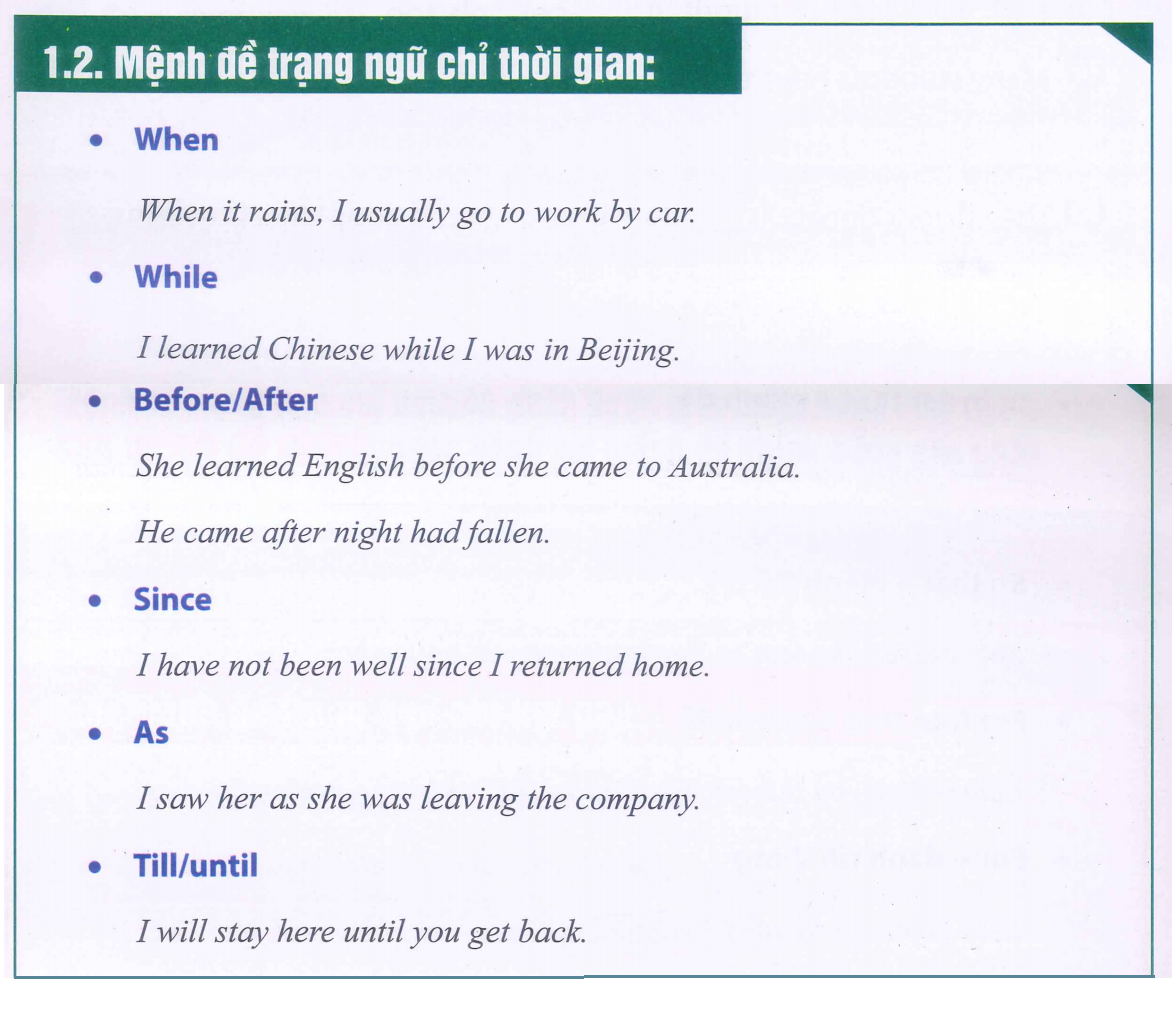 1.2. Mệnh đề trạng ngữ chỉ thời gian:
• When
When it rains, I usually go to work by car.
• While
I learned Chinese while I was in Beijing.
• Before/After
She learned English before she came to Australia.
He came after night had fallen.
• Since
I have not been well since I returned home.
• As
I saw her as she was leaving the company.
• Till/until
I will stay here until you get back.